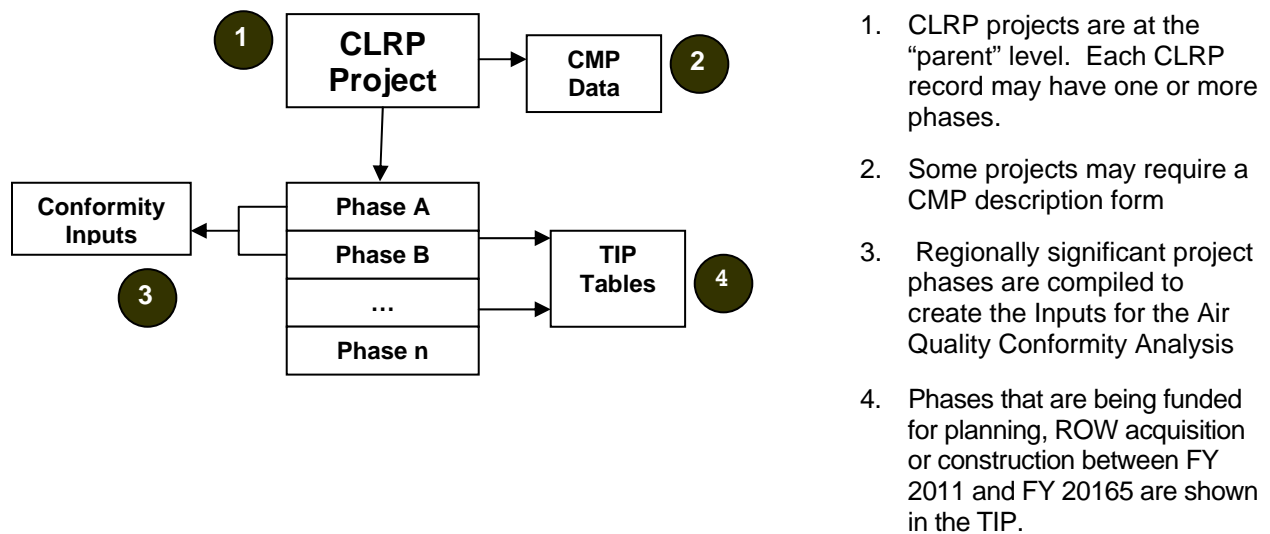 1
CLRP
Project
CMP
Data
2
Conformity
Inputs
3
Phase A
Phase B
…
Phase n
TIP
Tables
4
1. CLRP projects are at the
“parent” level. Each CLRP
record may have one or more
phases.
2. Some projects may require a
CMP description form
3. Regionally significant project
phases are compiled to
create the Inputs for the Air
Quality Conformity Analysis
4. Phases that are being funded
for planning, ROW acquisition
or construction between FY
2011 and FY 20165 are shown
in the TIP.